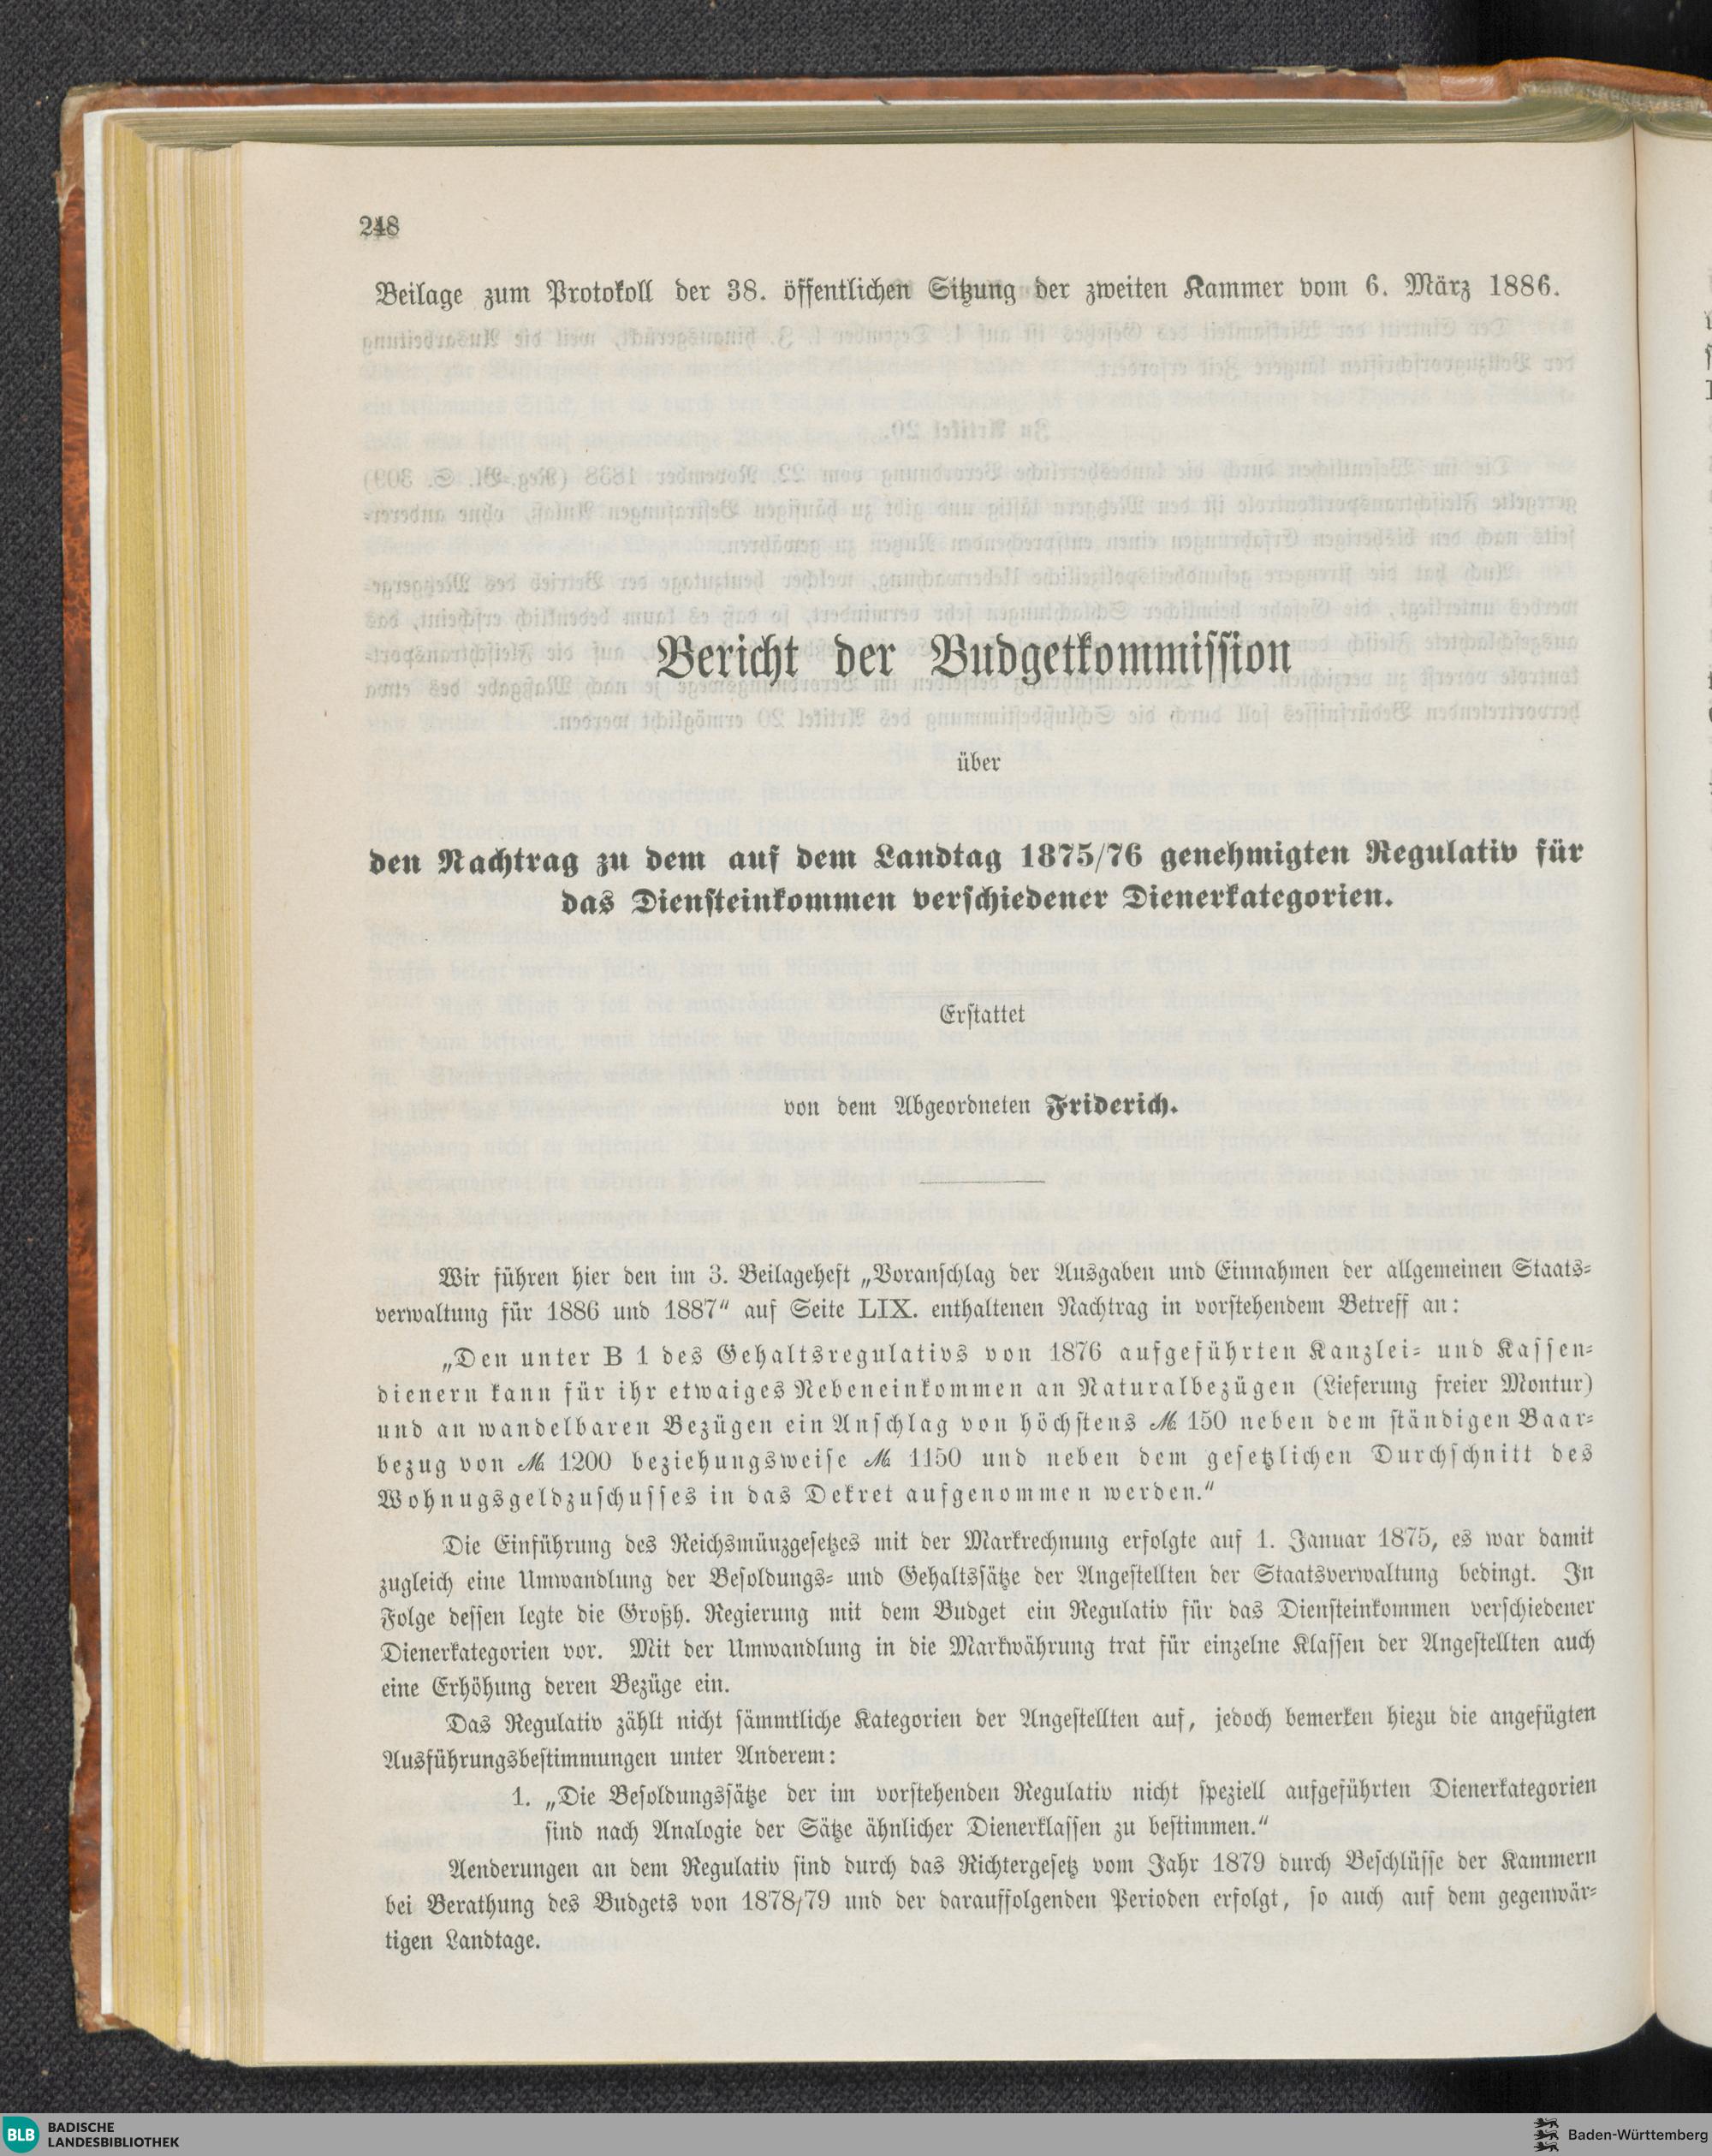 248
Beilage zum Protokoll der 38. öffentlichen Sitzung der zweiten Kammer vom 6. März 1886.
Bericht der Budgetkommission
über
den Nachtrag zu dem auf dem Landtag 1875/76 genehmigten Regulativ für
das Diensteinkommen verschiedener Dienerkategorien.
Erstattet
von dem Abgeordneten Friderich.
Wir führen hier den im 3. Beilageheft „Voranschlag der Ausgaben und Einnahmen der allgemeinen Staats-
verwaltung für 1886 und 1887“ auf Seite LIX. enthaltenen Nachtrag in vorstehendem Betreff an:
„Den unter B 1 des Gehaltsregulativs von 1876 aufgeführten Kanzlei- und Kassen-
dienern kann für ihr etwaiges Nebeneinkommen an Naturalbezügen (Lieferung freier Montur)
und an wandelbaren Bezügen ein Anschlag von höchstens ℳ 150 neben dem ständigen Baar-
bezug von ℳ 1200 beziehungsweise ℳ 1150 und neben dem gesetzlichen Durchschnitt des
Wohnugsgeldzuschusses in das Dekret aufgenommen werden.“
Die Einführung des Reichsmünzgesetzes mit der Markrechnung erfolgte auf 1. Januar 1875, es war damit
zugleich eine Umwandlung der Besoldungs- und Gehaltssätze der Angestellten der Staatsverwaltung bedingt. In
Folge dessen legte die Großh. Regierung mit dem Budget ein Regulativ für das Diensteinkommen verschiedener
Dienerkategorien vor. Mit der Umwandlung in die Markwährung trat für einzelne Klassen der Angestellten auch
eine Erhöhung deren Bezüge ein.
Das Regulativ zählt nicht sämmtliche Kategorien der Angestellten auf, jedoch bemerken hiezu die angefügten
Ausführungsbestimmungen unter Anderem:
1. „Die Besoldungssätze der im vorstehenden Regulativ nicht speziell aufgeführten Dienerkategorien
sind nach Analogie der Sätze ähnlicher Dienerklassen zu bestimmen.“
Aenderungen an dem Regulativ sind durch das Richtergesetz vom Jahr 1879 durch Beschlüsse der Kammern
bei Berathung des Budgets von 1878/79 und der darauffolgenden Perioden erfolgt, so auch auf dem gegenwär-
tigen Landtage.
BLB BADISCHE
LANDESBIBLIOTHEK
Baden-Württemberg